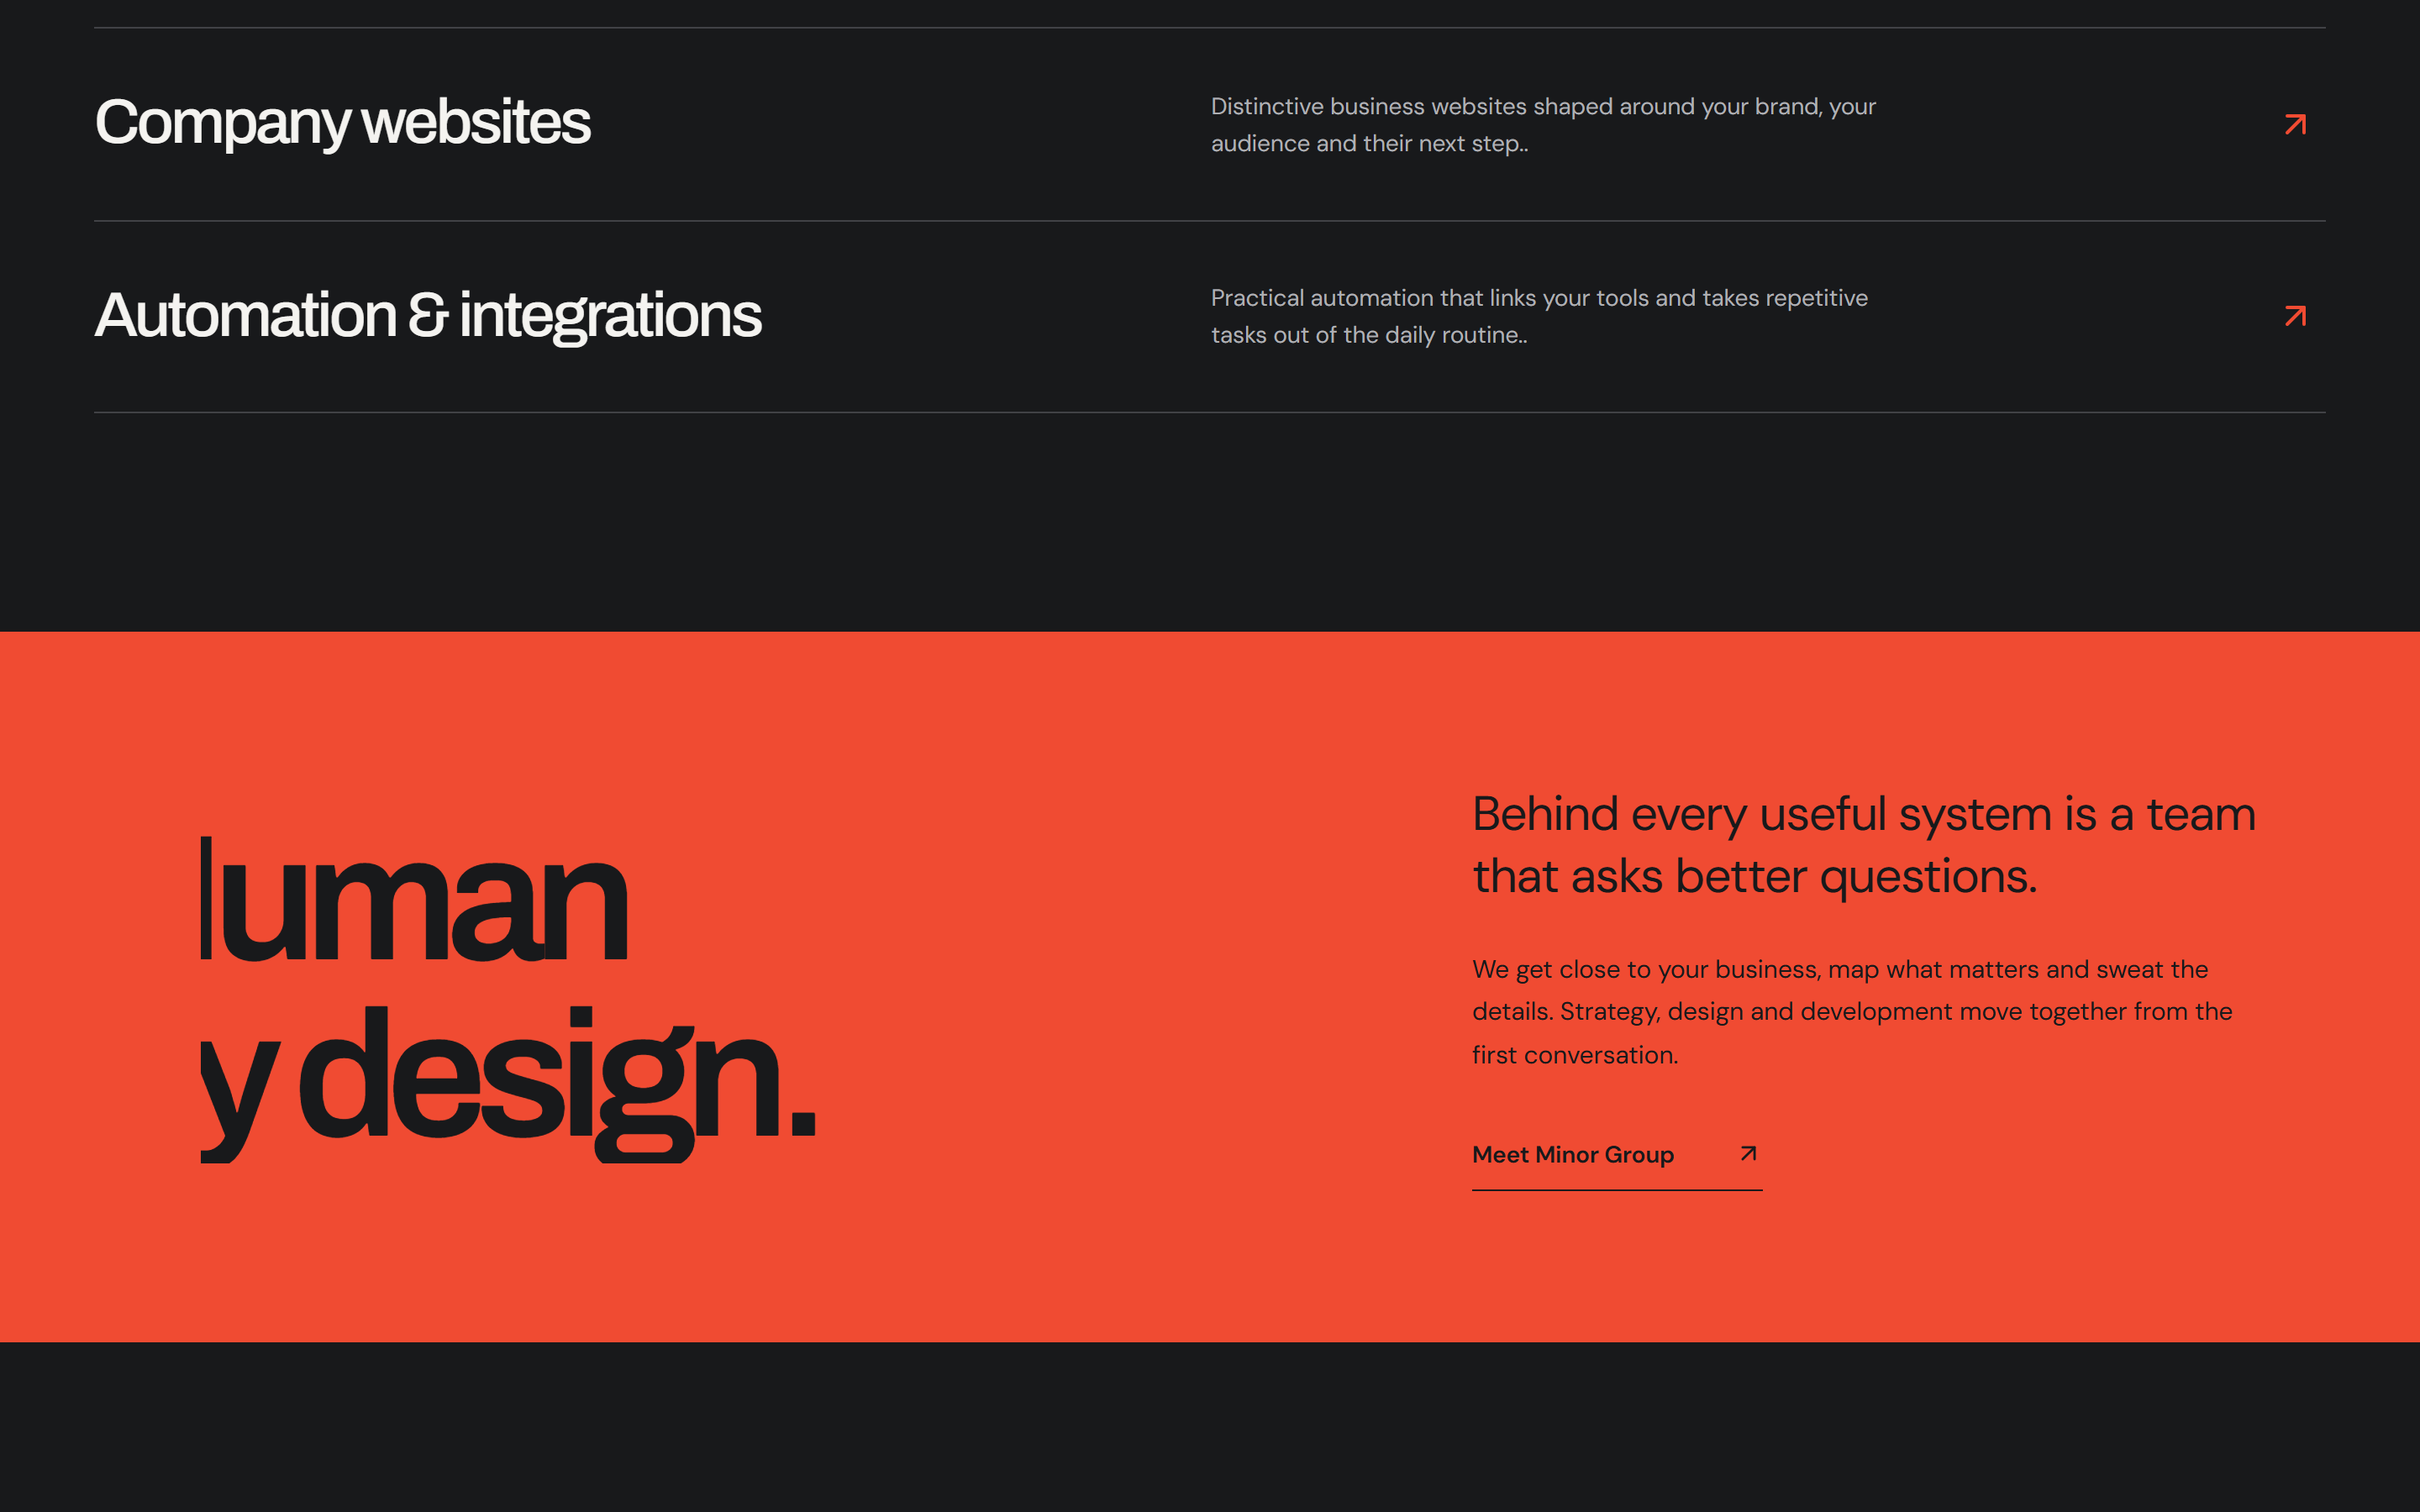 Company websites
Distinctive business websites shaped around your brand, your
audience and their next step..
Automation & integrations
Practical automation that links your tools and takes repetitive
tasks out of the daily routine..
uman
y design.
Behind every useful system is a team
that asks better questions.
We get close to your business, map what matters and sweat the
details. Strategy, design and development move together from the
first conversation.
Meet Minor Group